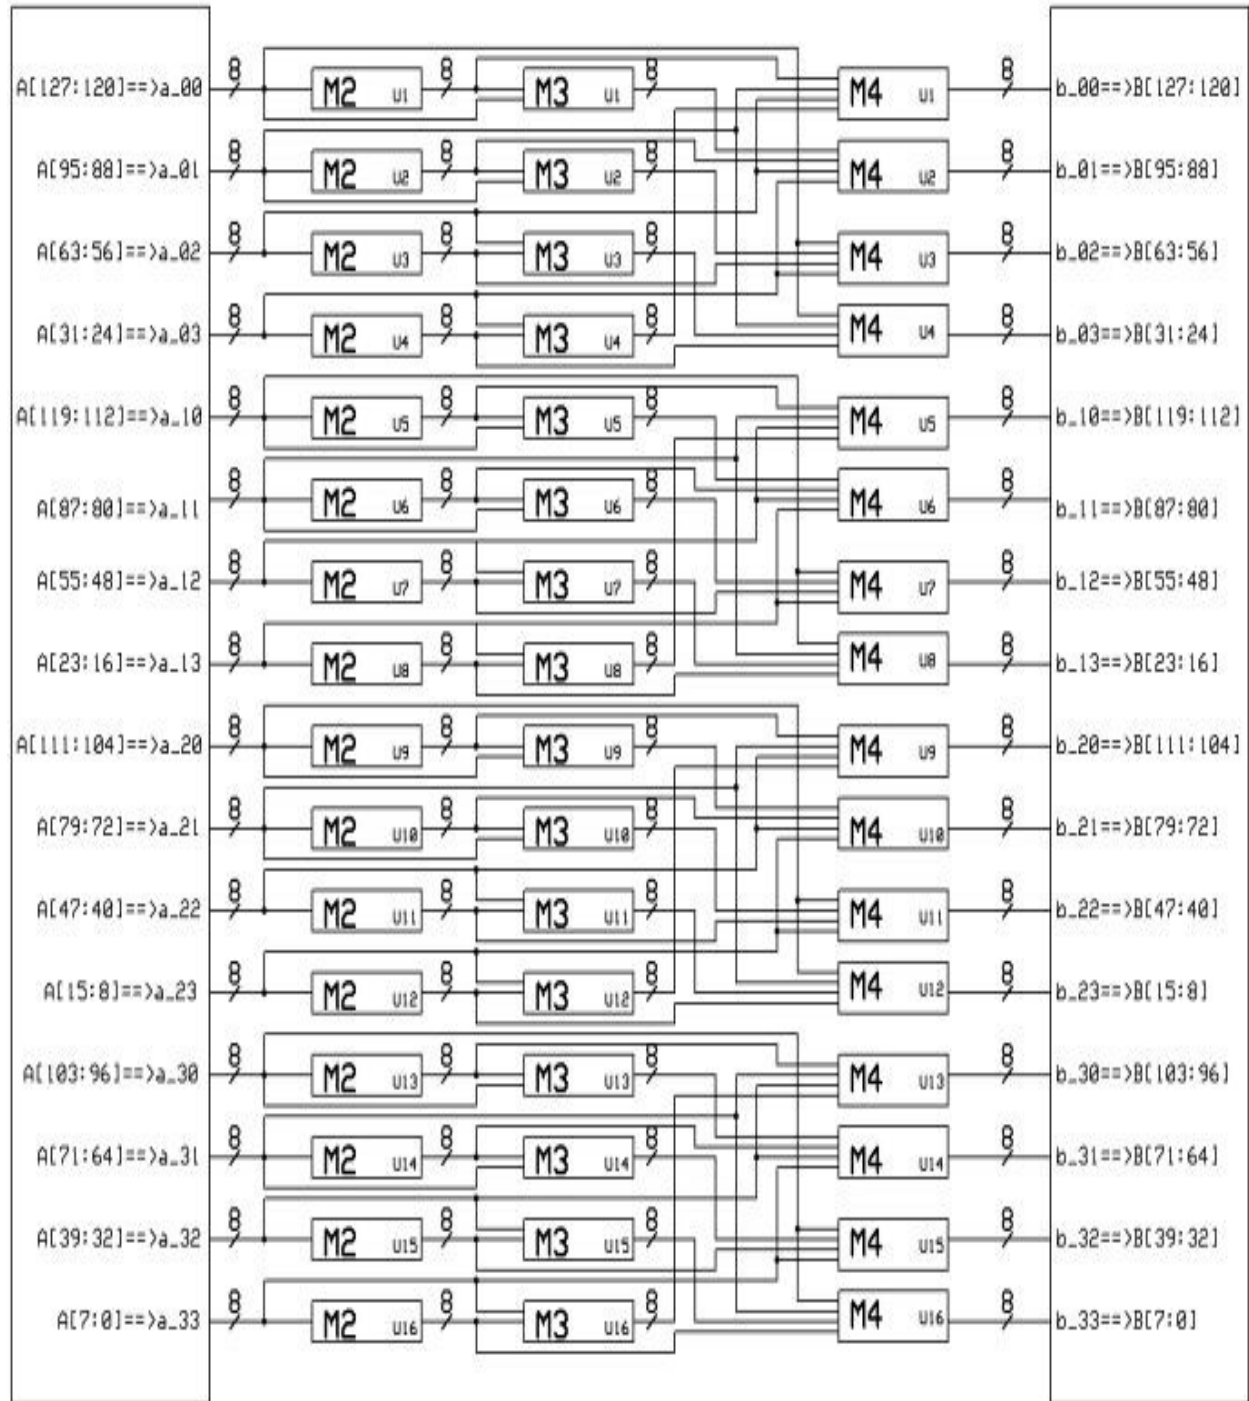 8 8 8 8
A[127:120]==>a_00 M2 U1 M3 U1 M4 U1 b_00==>B[127:120]
8 8 8 8
A[95:88]==>a_01 M2 U2 M3 U2 M4 U2 b_01==>B[95:88]
8 8 8 8
A[63:56]==>a_02 M2 U3 M3 U3 M4 U3 b_02==>B[63:56]
8 8 8 8
A[31:24]==>a_03 M2 U4 M3 U4 M4 U4 b_03==>B[31:24]
8 8 8 8
A[119:112]==>a_10 M2 U5 M3 U5 M4 U5 b_10==>B[119:112]
8 8 8 8
A[87:80]==>a_11 M2 U6 M3 U6 M4 U6 b_11==>B[87:80]
8 8 8 8
A[55:48]==>a_12 M2 U7 M3 U7 M4 U7 b_12==>B[55:48]
8 8 8 8
A[23:16]==>a_13 M2 U8 M3 U8 M4 U8 b_13==>B[23:16]
8 8 8 8
A[111:104]==>a_20 M2 U9 M3 U9 M4 U9 b_20==>B[111:104]
8 8 8 8
A[79:72]==>a_21 M2 U10 M3 U10 M4 U10 b_21==>B[79:72]
8 8 8 8
A[47:40]==>a_22 M2 U11 M3 U11 M4 U11 b_22==>B[47:40]
8 8 8 8
A[15:8]==>a_23 M2 U12 M3 U12 M4 U12 b_23==>B[15:8]
8 8 8 8
A[103:96]==>a_30 M2 U13 M3 U13 M4 U13 b_30==>B[103:96]
8 8 8 8
A[71:64]==>a_31 M2 U14 M3 U14 M4 U14 b_31==>B[71:64]
8 8 8 8
A[39:32]==>a_32 M2 U15 M3 U15 M4 U15 b_32==>B[39:32]
8 8 8 8
A[7:0]==>a_33 M2 U16 M3 U16 M4 U16 b_33==>B[7:0]